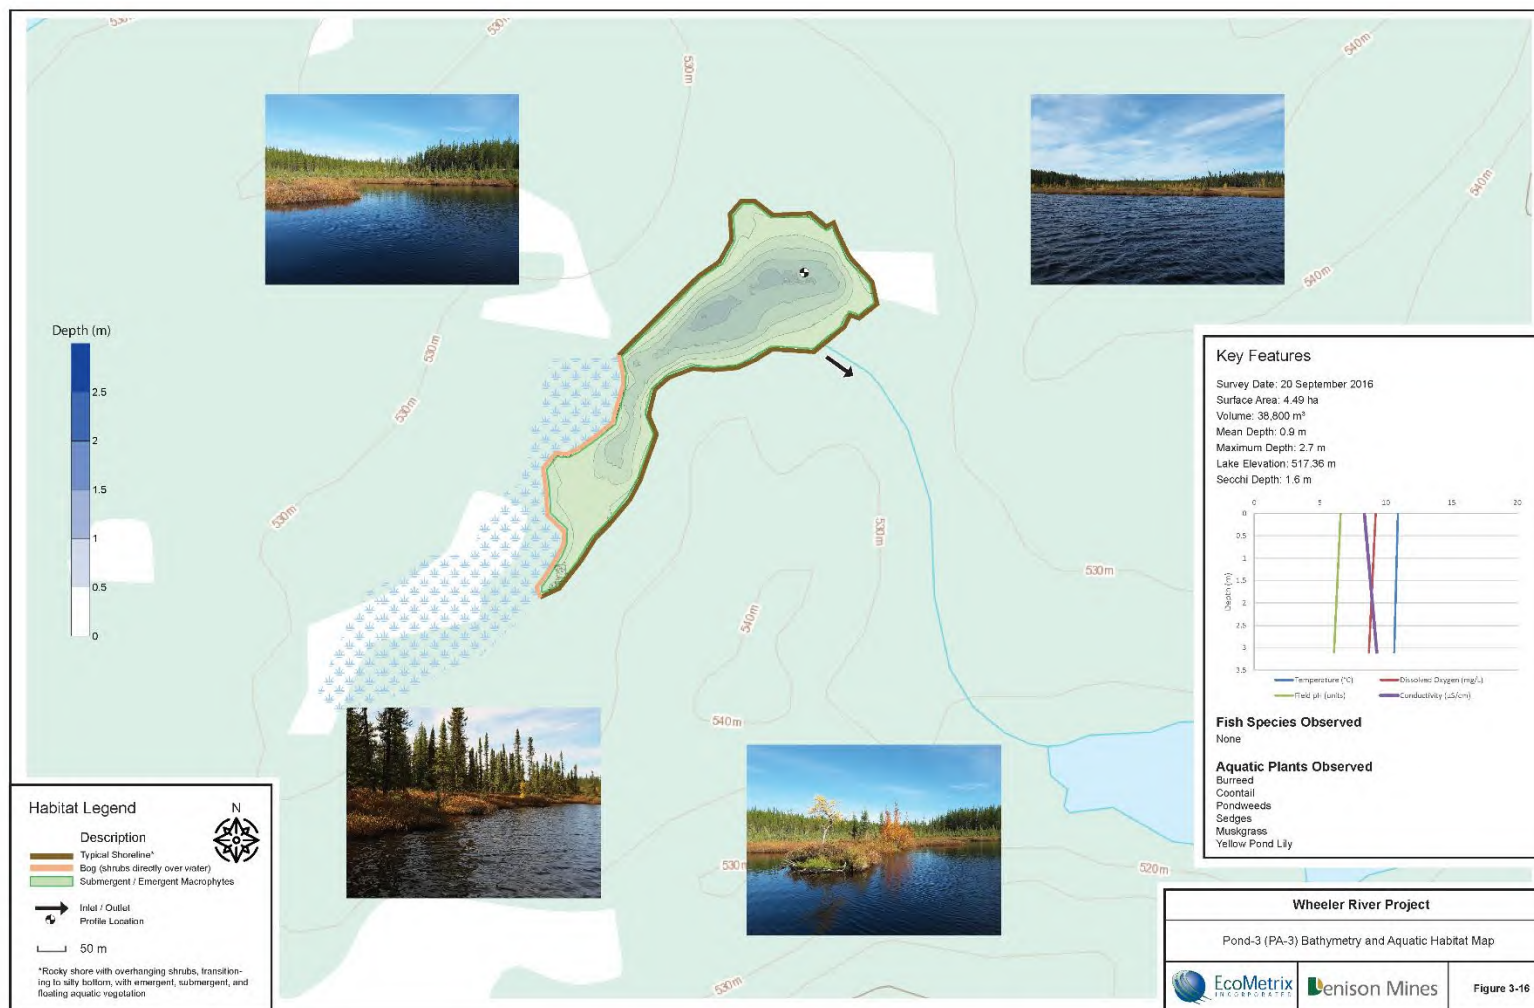 530m
530m
530m
540m
540m
540m
530m
530m
530m
530m
530m
540m
540m
530m
520m
Depth (m)
2.5
2
1.5
1
0.5
0
Key Features
Survey Date: 20 September 2016
Surface Area: 4.49 ha
Volume: 38,800 m³
Mean Depth: 0.9 m
Maximum Depth: 2.7 m
Lake Elevation: 517.36 m
Secchi Depth: 1.6 m
0 5 10 15 20
0
0.5
1
1.5
2
2.5
3
3.5
Depth (m)
Temperature (°C) Dissolved Oxygen (mg/L)
Field pH (units) Conductivity (µS/cm)
Fish Species Observed
None
Aquatic Plants Observed
Burreed
Coontail
Pondweeds
Sedges
Muskgrass
Yellow Pond Lily
Habitat Legend
N
Description
Typical Shoreline*
Bog (shrubs directly over water)
Submergent / Emergent Macrophytes
Inlet / Outlet
Profile Location
50 m
*Rocky shore with overhanging shrubs, transition-
ing to silty bottom, with emergent, submergent, and
floating aquatic vegetation
Wheeler River Project
Pond-3 (PA-3) Bathymetry and Aquatic Habitat Map
EcoMetrix
INCORPORATED
Denison Mines
Figure 3-16